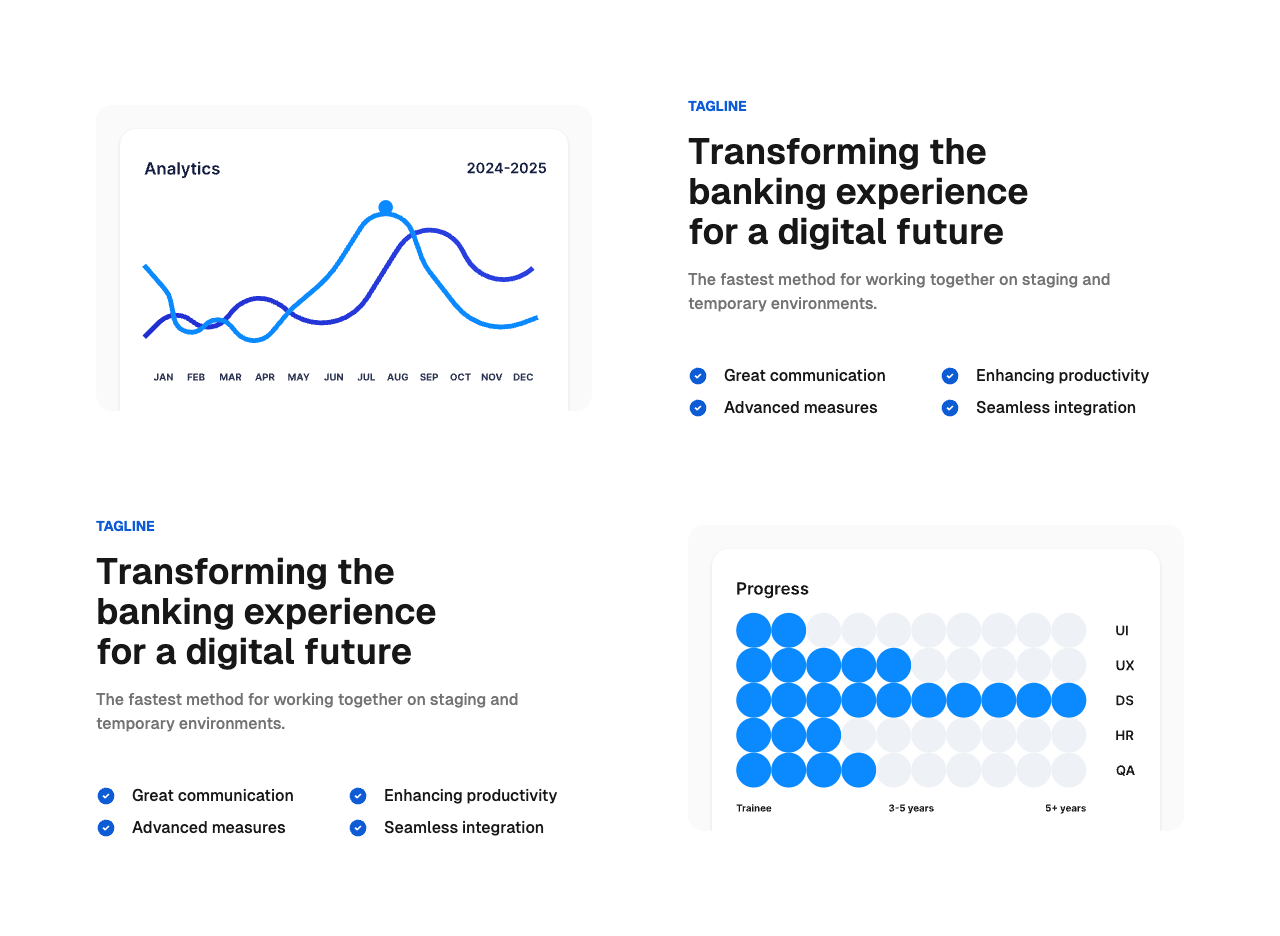 Analytics
2024-2025
JAN FEB MAR APR MAY JUN JUL AUG SEP OCT NOV DEC
TAGLINE
Transforming the
banking experience
for a digital future
The fastest method for working together on staging and
temporary environments.
Great communication
Enhancing productivity
Advanced measures
Seamless integration
TAGLINE
Transforming the
banking experience
for a digital future
The fastest method for working together on staging and
temporary environments.
Great communication
Enhancing productivity
Advanced measures
Seamless integration
Progress
UI
UX
DS
HR
QA
Trainee 3-5 years 5+ years